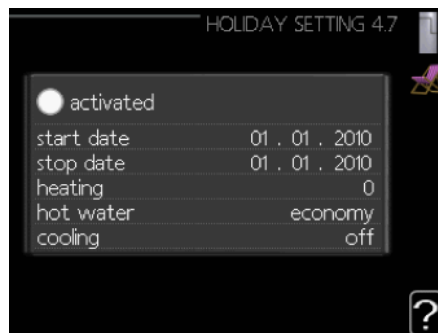 HOLIDAY SETTING 4.7
activated
start date 01 . 01 . 2010
stop date 01 . 01 . 2010
heating 0
hot water economy
cooling off
?